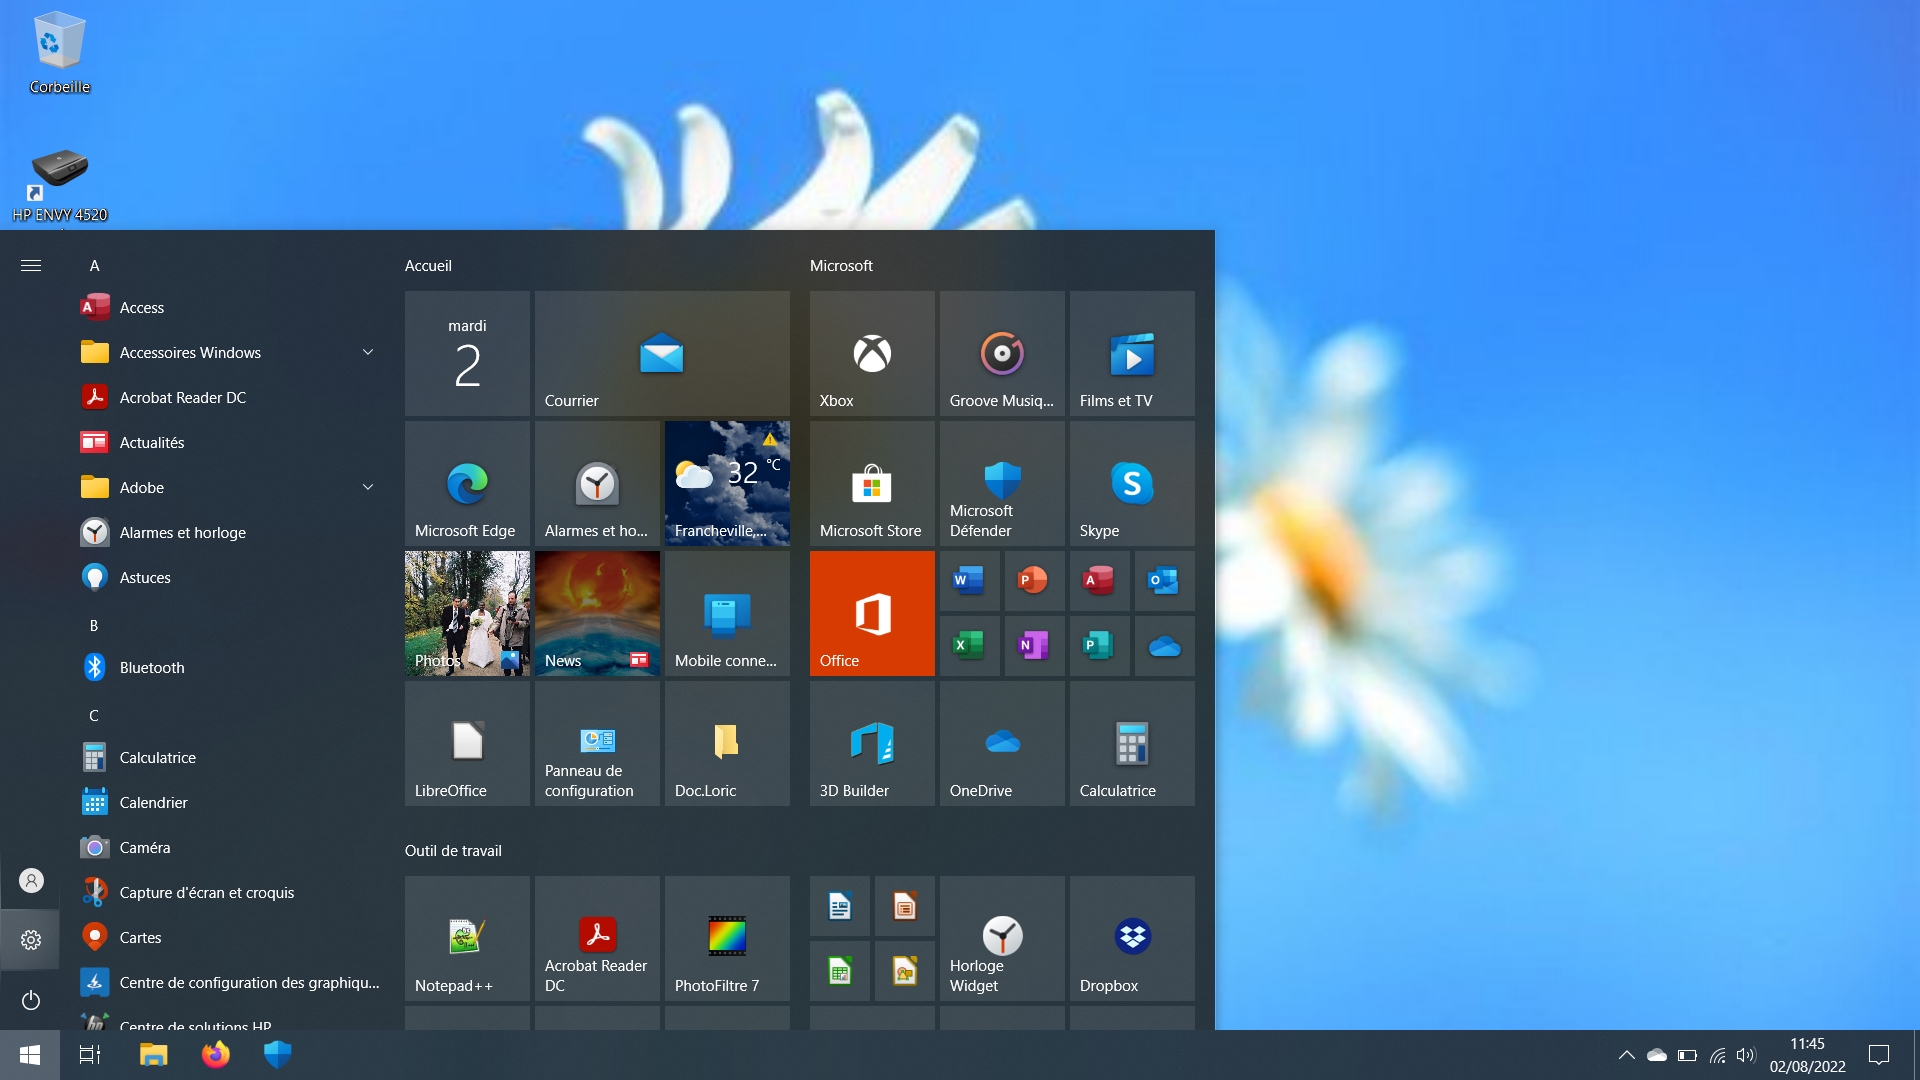 Corbeille
HP ENVY 4520
A
Access
Accessoires Windows
Acrobat Reader DC
Actualités
Adobe
Alarmes et horloge
Astuces
B
Bluetooth
C
Calculatrice
Calendrier
Caméra
Capture d'écran et croquis
Cartes
Centre de configuration des graphiqu...
Centre de solutions HP
Accueil
mardi
2
Courrier
Microsoft Edge
Alarmes et ho...
32 °C
Francheville,...
Photos
News
Mobile conne...
LibreOffice
Panneau de
configuration
Doc.Loric
Microsoft
Xbox
Groove Musiq...
Films et TV
Microsoft Store
Microsoft
Défender
Skype
Office
3D Builder
OneDrive
Calculatrice
Outil de travail
Notepad++
Acrobat Reader
DC
PhotoFiltre 7
Horloge
Widget
Dropbox
11:45
02/08/2022